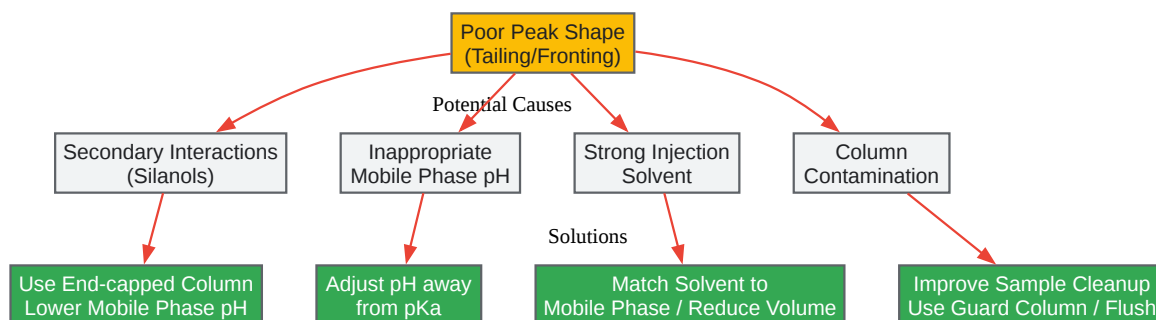 Poor Peak Shape
(Tailing/Fronting)
Potential Causes
Secondary Interactions
(Silanols)
Inappropriate
Mobile Phase pH
Strong Injection
Solvent
Column
Contamination
Solutions
Use End-capped Column
Lower Mobile Phase pH
Adjust pH away
from pKa
Match Solvent to
Mobile Phase / Reduce Volume
Improve Sample Cleanup
Use Guard Column / Flush